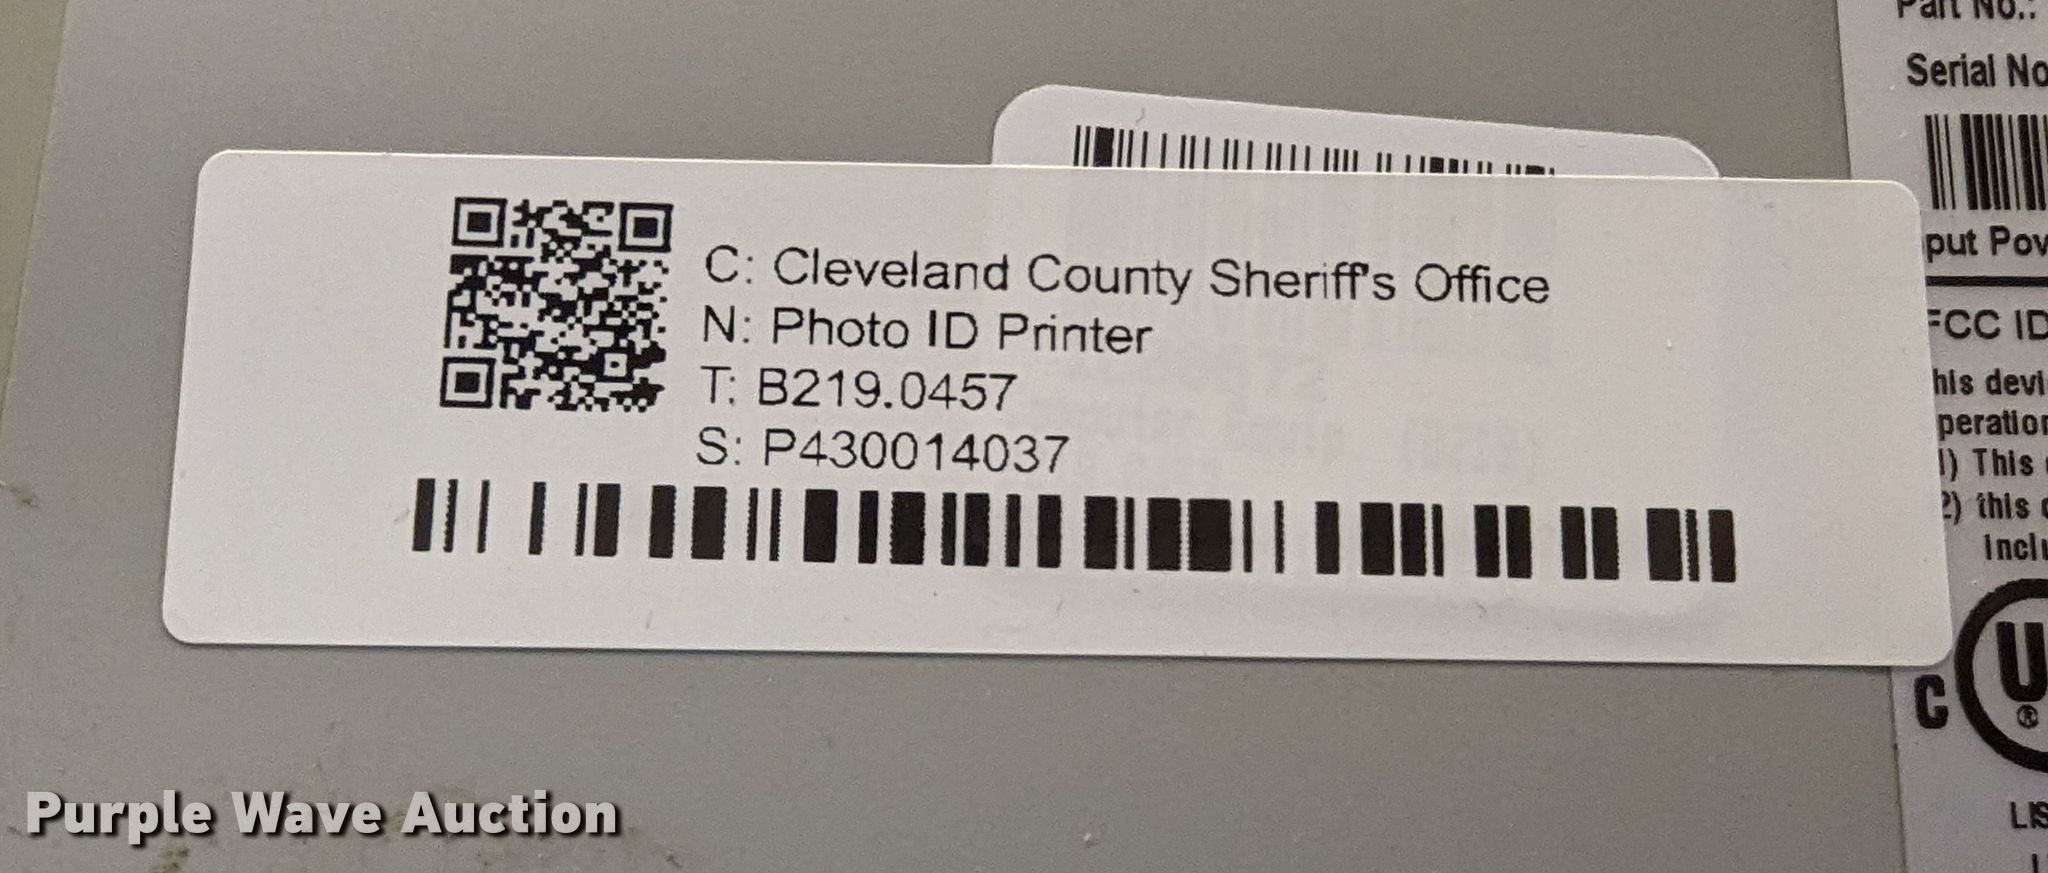 Part No.:
Serial No
C: Cleveland County Sheriff's Office
N: Photo ID Printer
T: B219.0457
S: P430014037
put Pow
FCC ID
his devi
peration
1) This
2) this
Inclu
C
U
®
LIS
Purple Wave Auction